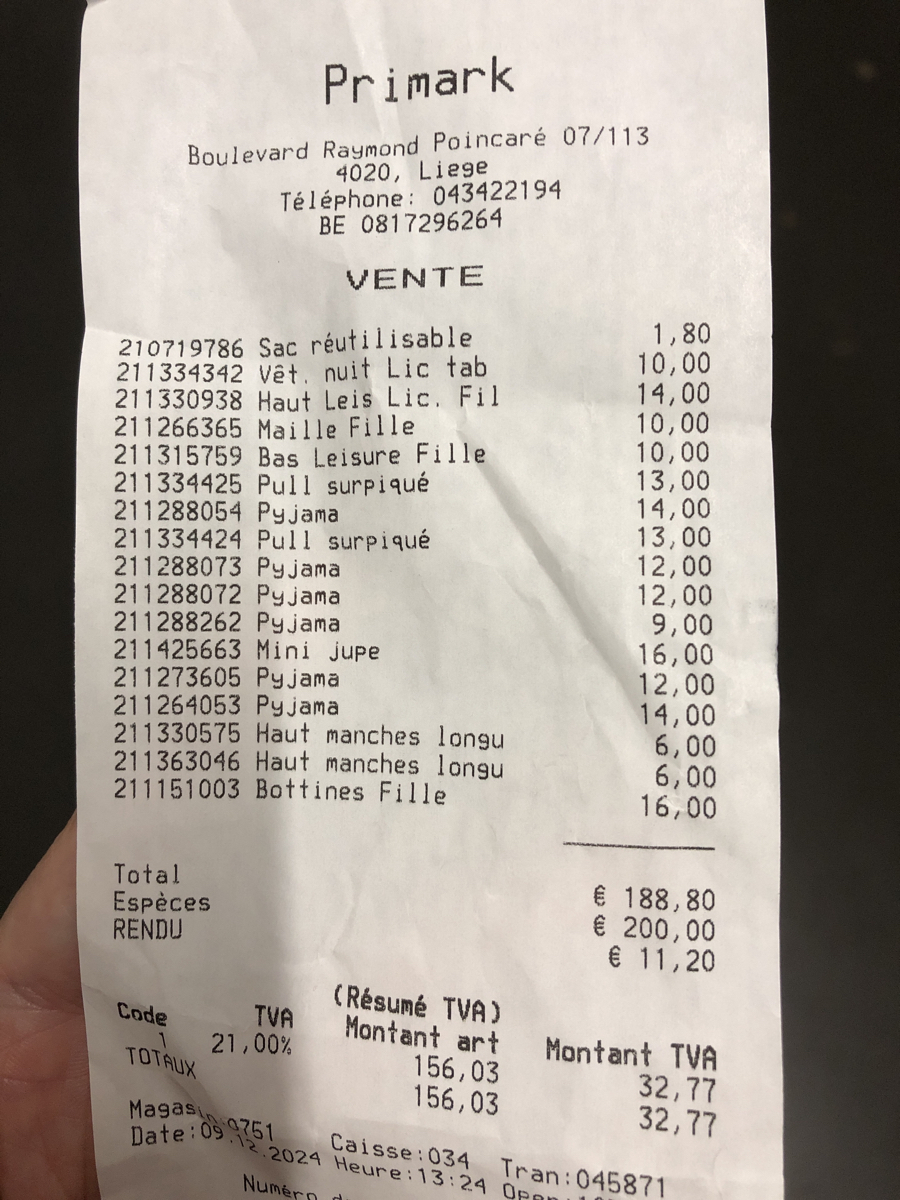 Primark
Boulevard Raymond Poincaré 07/113
4020, Liege
Téléphone: 043422194
BE 0817296264
VENTE
210719786 Sac réutilisable 1,80
211334342 Vêt. nuit Lic tab 10,00
211330938 Haut Leis Lic. Fil 14,00
211266365 Maille Fille 10,00
211315759 Bas Leisure Fille 10,00
211334425 Pull surpiqué 13,00
211288054 Pyjama 14,00
211334424 Pull surpiqué 13,00
211288073 Pyjama 12,00
211288072 Pyjama 12,00
211288262 Pyjama 9,00
211425663 Mini jupe 16,00
211273605 Pyjama 12,00
211264053 Pyjama 14,00
211330575 Haut manches longu 6,00
211363046 Haut manches longu 6,00
211151003 Bottines Fille 16,00
Total € 188,80
Espèces € 200,00
RENDU € 11,20
(Résumé TVA)
Code TVA Montant art Montant TVA
1 21,00% 156,03 32,77
TOTAUX 156,03 32,77
Magasin:0751 Caisse:034 Tran:045871
Date:09.12.2024 Heure:13:24
Numéro